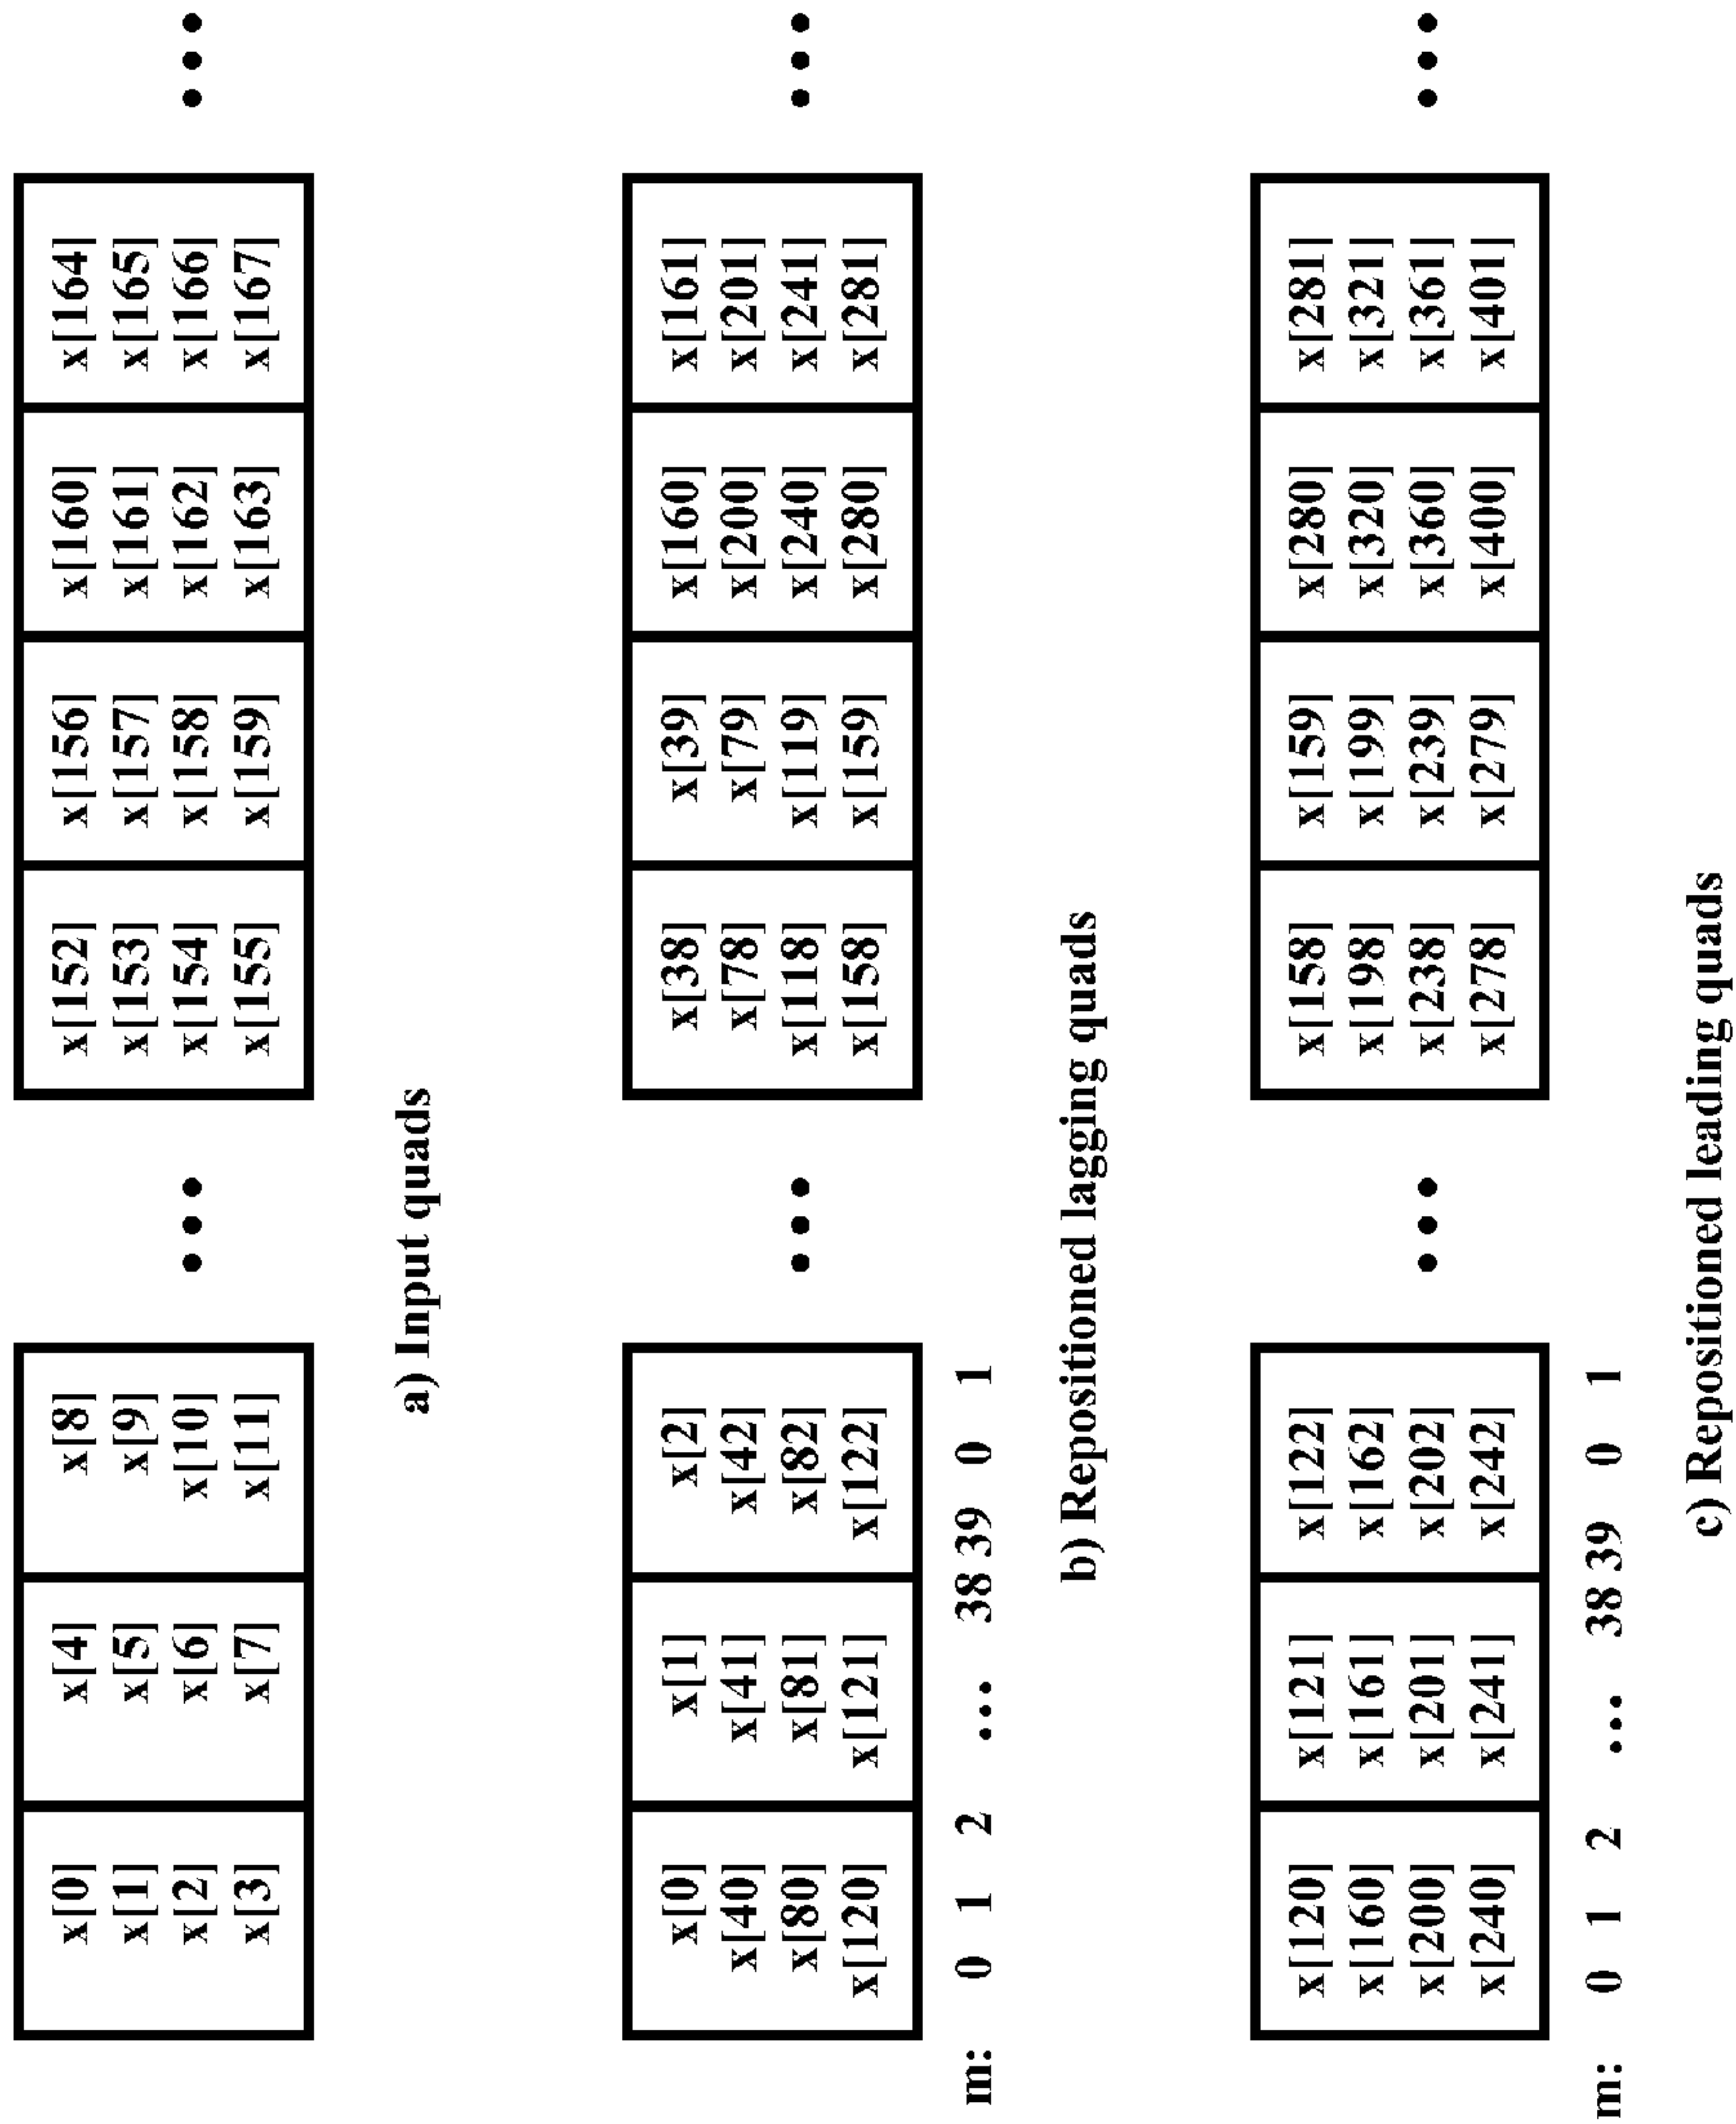 x[0] x[4] x[8] x[152] x[156] x[160] x[164]
x[1] x[5] x[9] x[153] x[157] x[161] x[165]
x[2] x[6] x[10] ... x[154] x[158] x[162] x[166] ...
x[3] x[7] x[11] x[155] x[159] x[163] x[167]
a) Input quads
x[0] x[1] x[2] x[38] x[39] x[160] x[161]
x[40] x[41] x[42] x[78] x[79] x[200] x[201]
x[80] x[81] x[82] ... x[118] x[119] x[240] x[241] ...
x[120] x[121] x[122] x[158] x[159] x[280] x[281]
m: 0 1 2 ... 38 39 0 1
b) Repositioned lagging quads
x[120] x[121] x[122] x[158] x[159] x[280] x[281]
x[160] x[161] x[162] x[198] x[199] x[320] x[321]
x[200] x[201] x[202] ... x[238] x[239] x[360] x[361] ...
x[240] x[241] x[242] x[278] x[279] x[400] x[401]
m: 0 1 2 ... 38 39 0 1
c) Repositioned leading quads